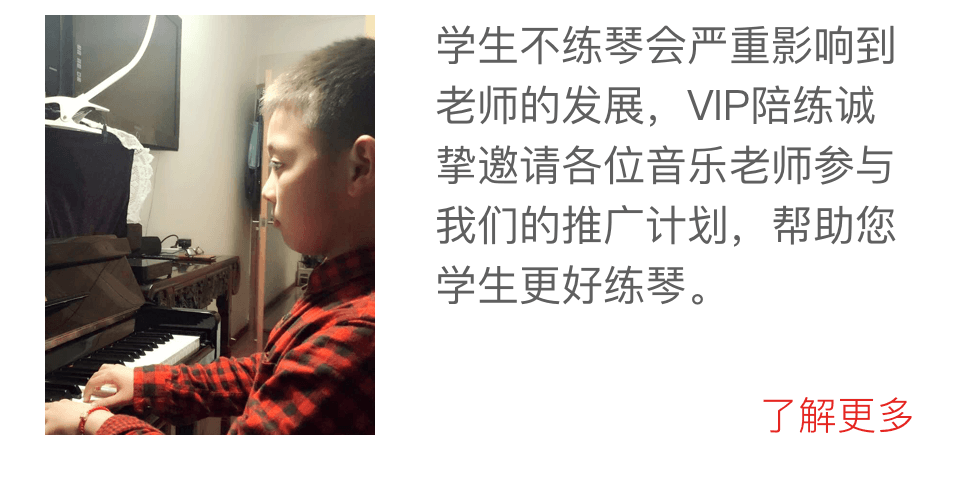 学生不练琴会严重影响到
老师的发展，VIP陪练诚
挚邀请各位音乐老师参与
我们的推广计划，帮助您
学生更好练琴。
了解更多